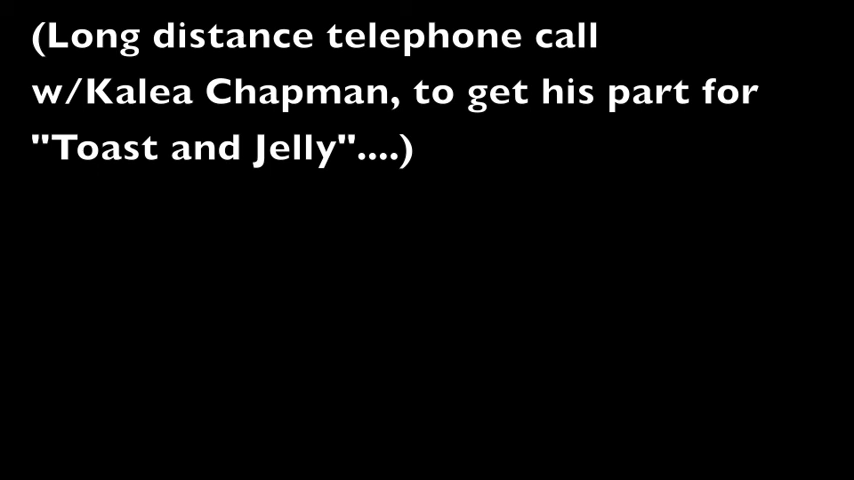 (Long distance telephone call
w/Kalea Chapman, to get his part for
"Toast and Jelly"....)